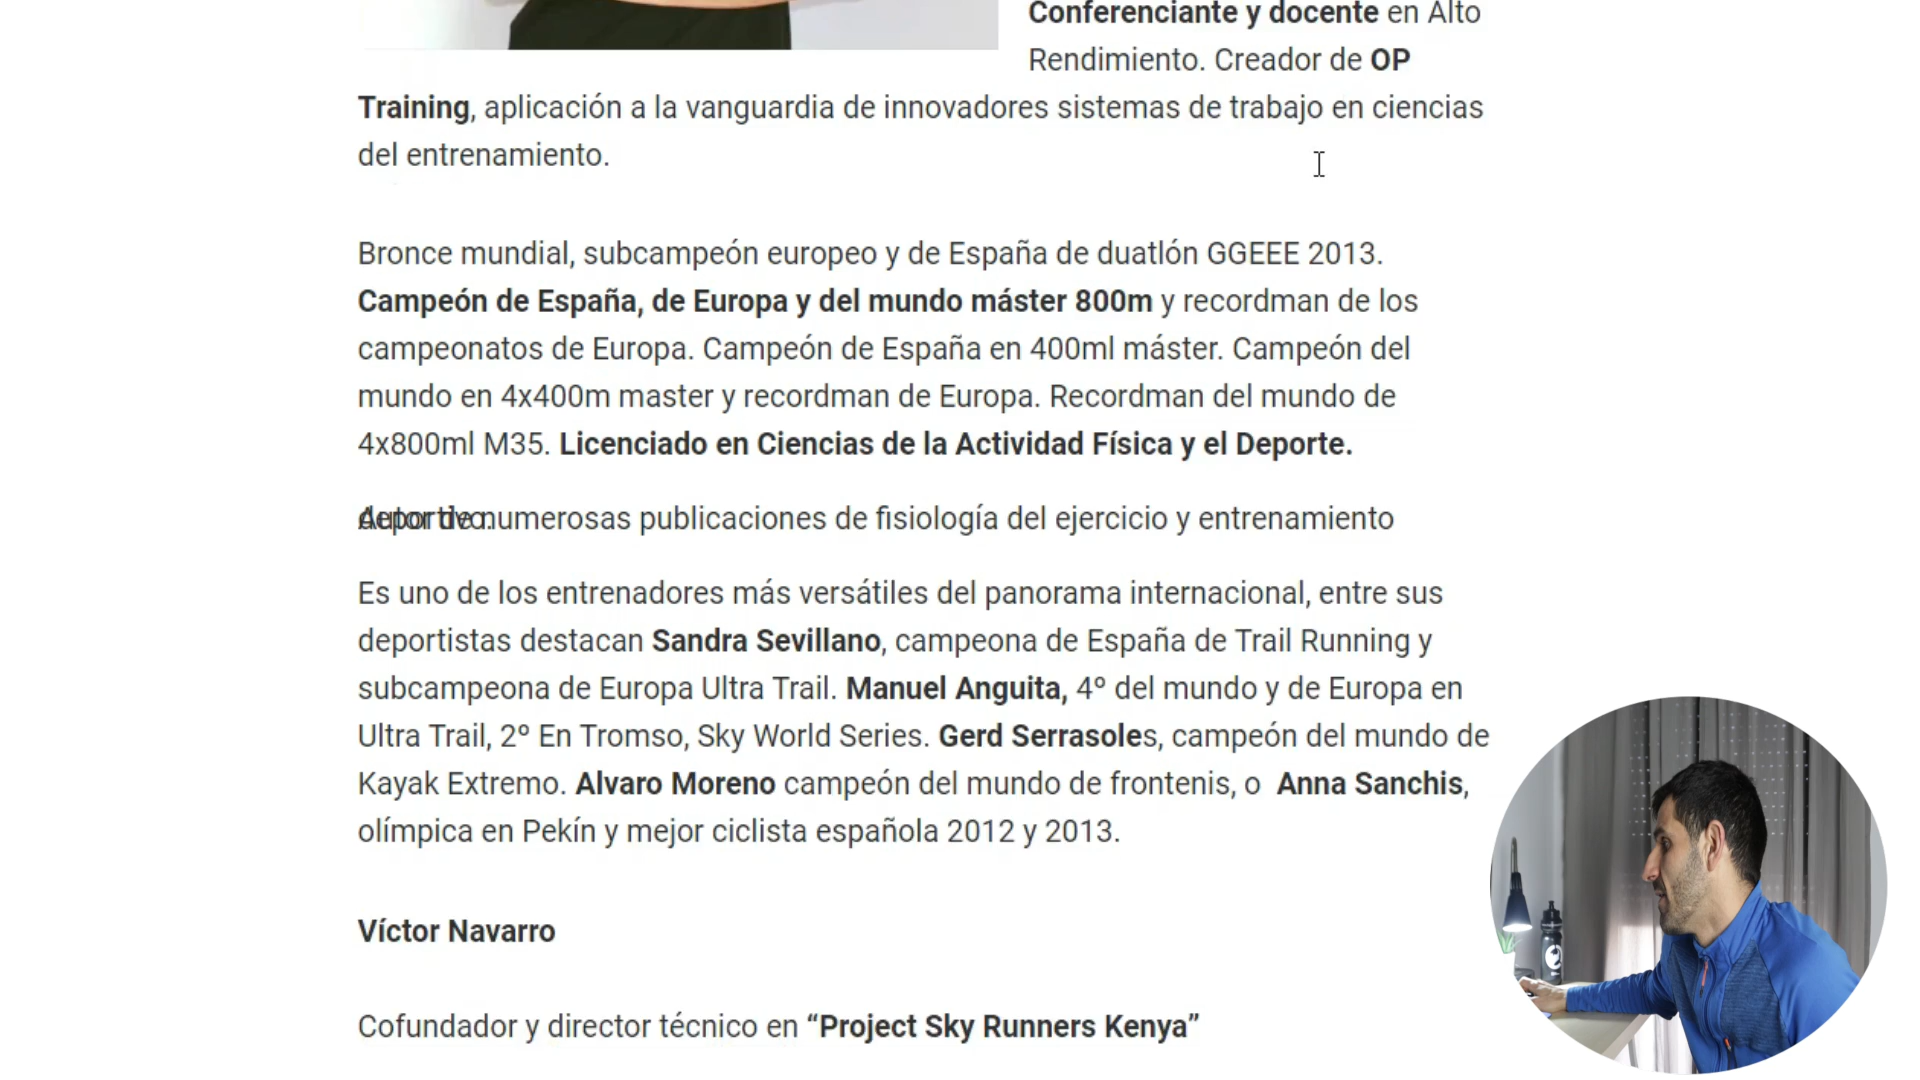 Conferenciante y docente en Alto
Rendimiento. Creador de OP
Training, aplicación a la vanguardia de innovadores sistemas de trabajo en ciencias
del entrenamiento.
Bronce mundial, subcampeón europeo y de España de duatlón GGEEE 2013.
Campeón de España, de Europa y del mundo máster 800m y recordman de los
campeonatos de Europa. Campeón de España en 400ml máster. Campeón del
mundo en 4x400m master y recordman de Europa. Recordman del mundo de
4x800ml M35. Licenciado en Ciencias de la Actividad Física y el Deporte.
Autor de numerosas publicaciones de fisiología del ejercicio y entrenamiento
deportivo.
Es uno de los entrenadores más versátiles del panorama internacional, entre sus
deportistas destacan Sandra Sevillano, campeona de España de Trail Running y
subcampeona de Europa Ultra Trail. Manuel Anguita, 4º del mundo y de Europa en
Ultra Trail, 2º En Tromso, Sky World Series. Gerd Serrasoles, campeón del mundo de
Kayak Extremo. Alvaro Moreno campeón del mundo de frontenis, o Anna Sanchis,
olímpica en Pekín y mejor ciclista española 2012 y 2013.
Víctor Navarro
Cofundador y director técnico en “Project Sky Runners Kenya”